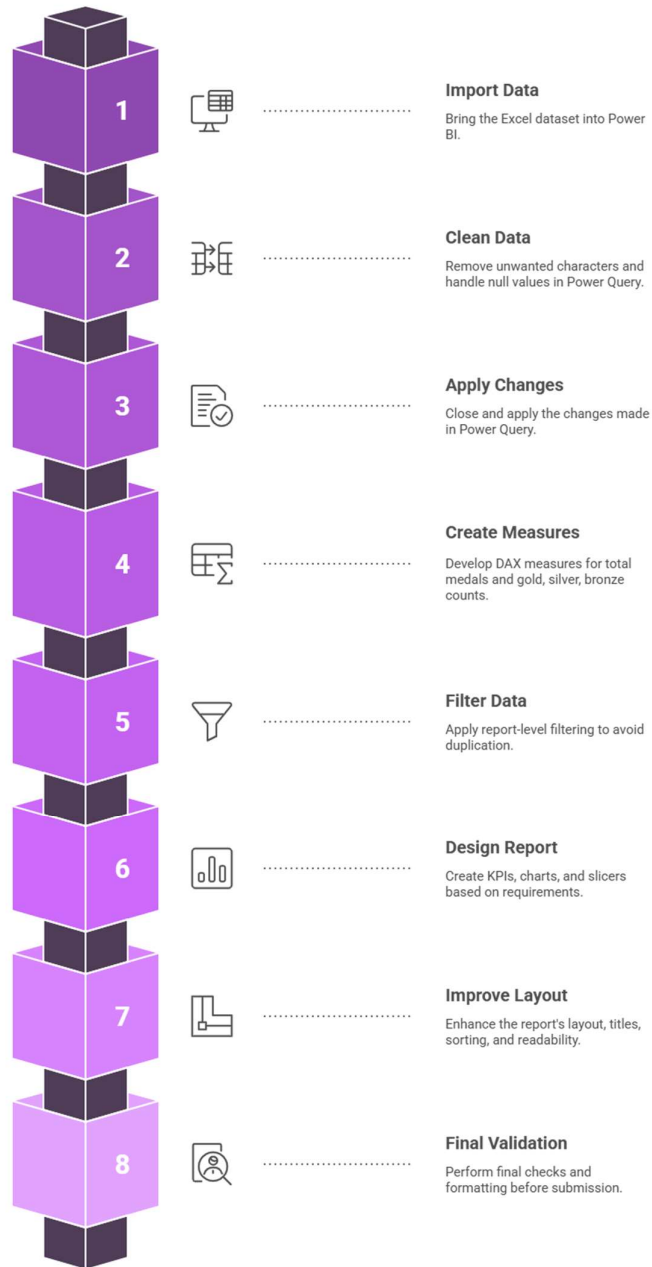 1
Import Data
Bring the Excel dataset into Power
BI.
2
Clean Data
Remove unwanted characters and
handle null values in Power Query.
3
Apply Changes
Close and apply the changes made
in Power Query.
4
Create Measures
Develop DAX measures for total
medals and gold, silver, bronze
counts.
5
Filter Data
Apply report-level filtering to avoid
duplication.
6
Design Report
Create KPIs, charts, and slicers
based on requirements.
7
Improve Layout
Enhance the report's layout, titles,
sorting, and readability.
8
Final Validation
Perform final checks and
formatting before submission.